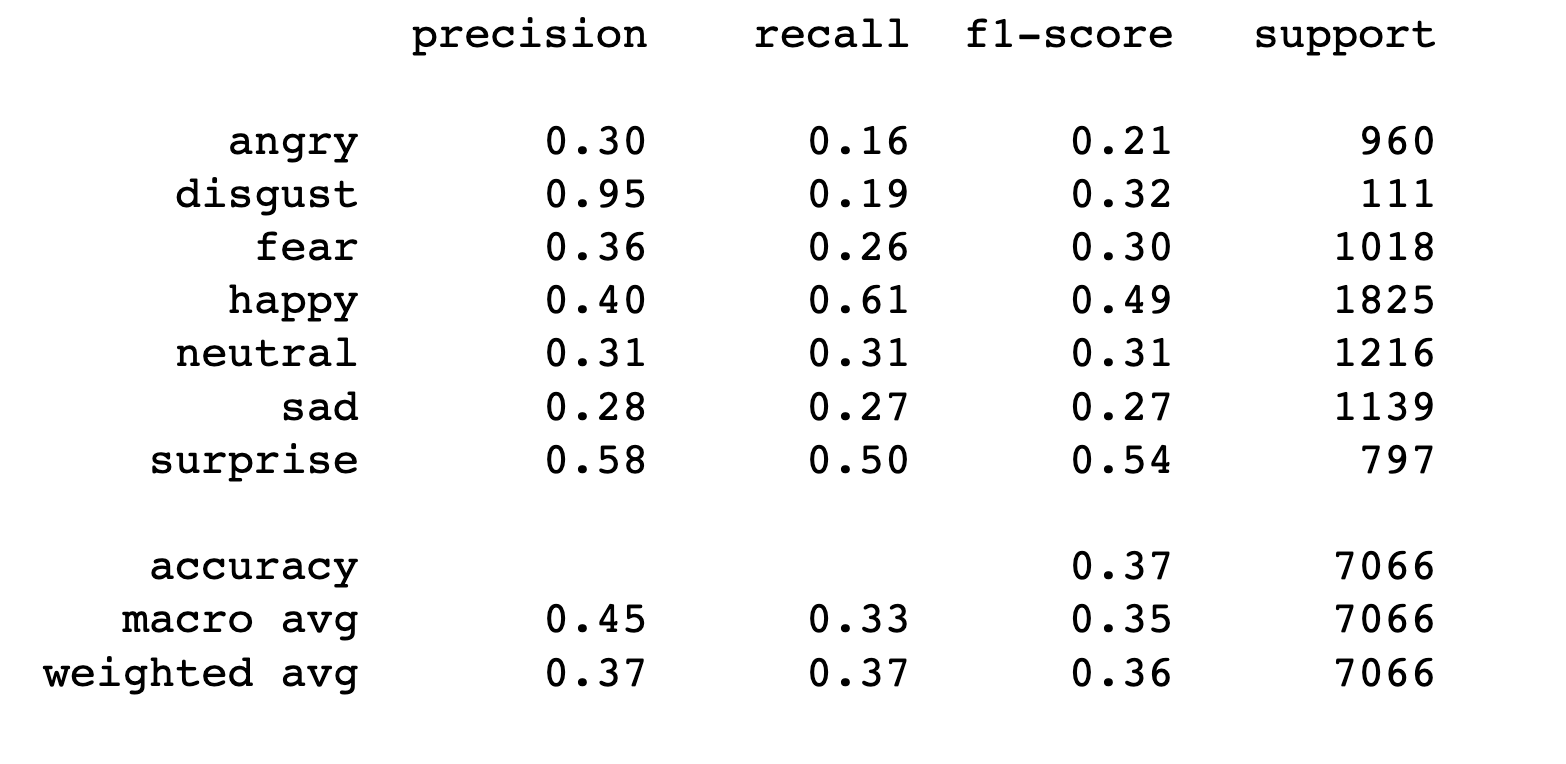 precision recall f1-score support
angry 0.30 0.16 0.21 960
disgust 0.95 0.19 0.32 111
fear 0.36 0.26 0.30 1018
happy 0.40 0.61 0.49 1825
neutral 0.31 0.31 0.31 1216
sad 0.28 0.27 0.27 1139
surprise 0.58 0.50 0.54 797
accuracy 0.37 7066
macro avg 0.45 0.33 0.35 7066
weighted avg 0.37 0.37 0.36 7066